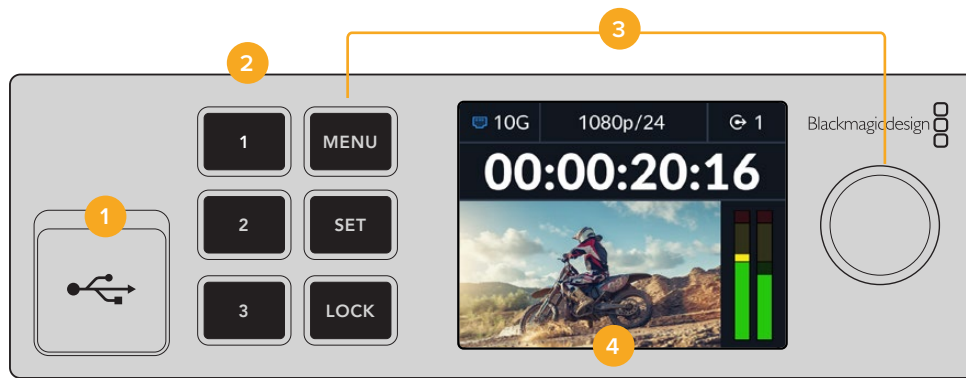 3
2
1 MENU
10G 1080p/24 1
Blackmagicdesign
00:00:20:16
1
2 SET
3 LOCK
4